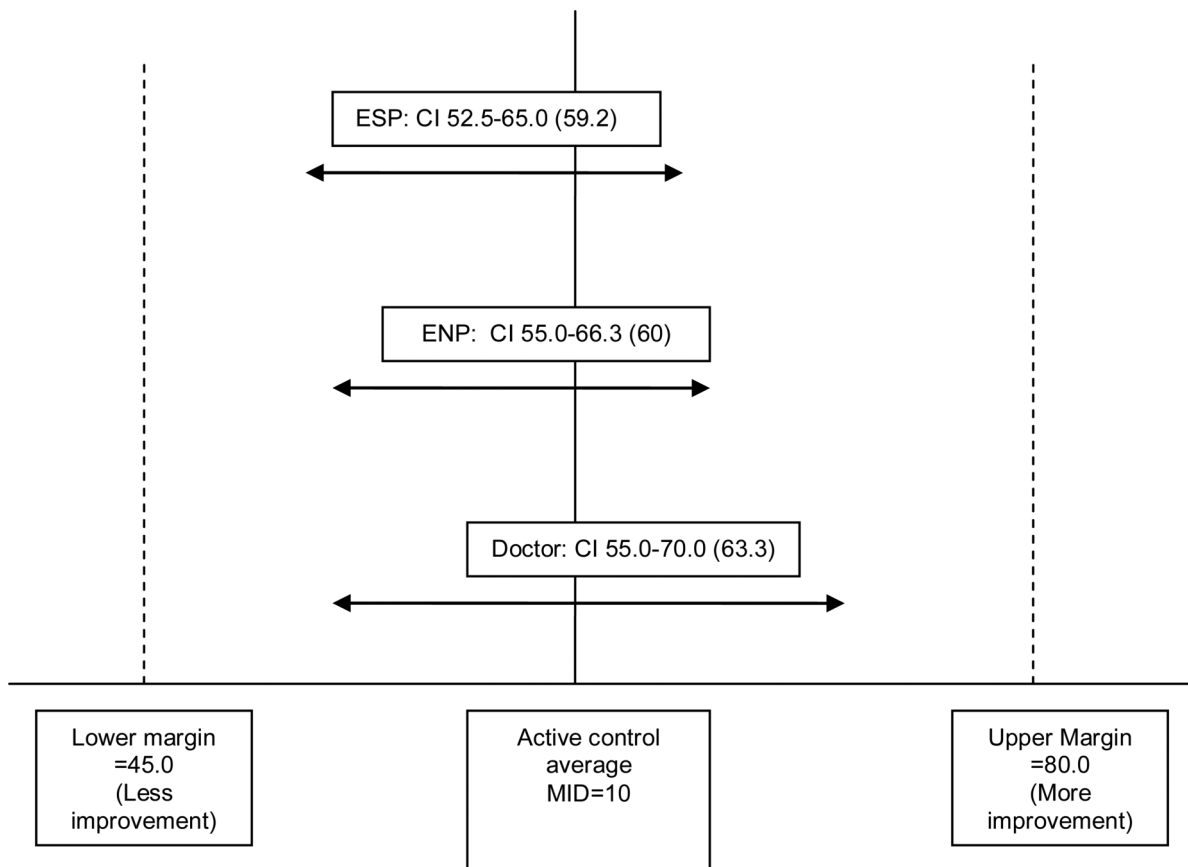 ESP: CI 52.5-65.0 (59.2)
ENP:  CI 55.0-66.3 (60)
Doctor: CI 55.0-70.0 (63.3)
Lower margin
=45.0
(Less
improvement)
Active control
average
MID=10
Upper Margin
=80.0
(More
improvement)